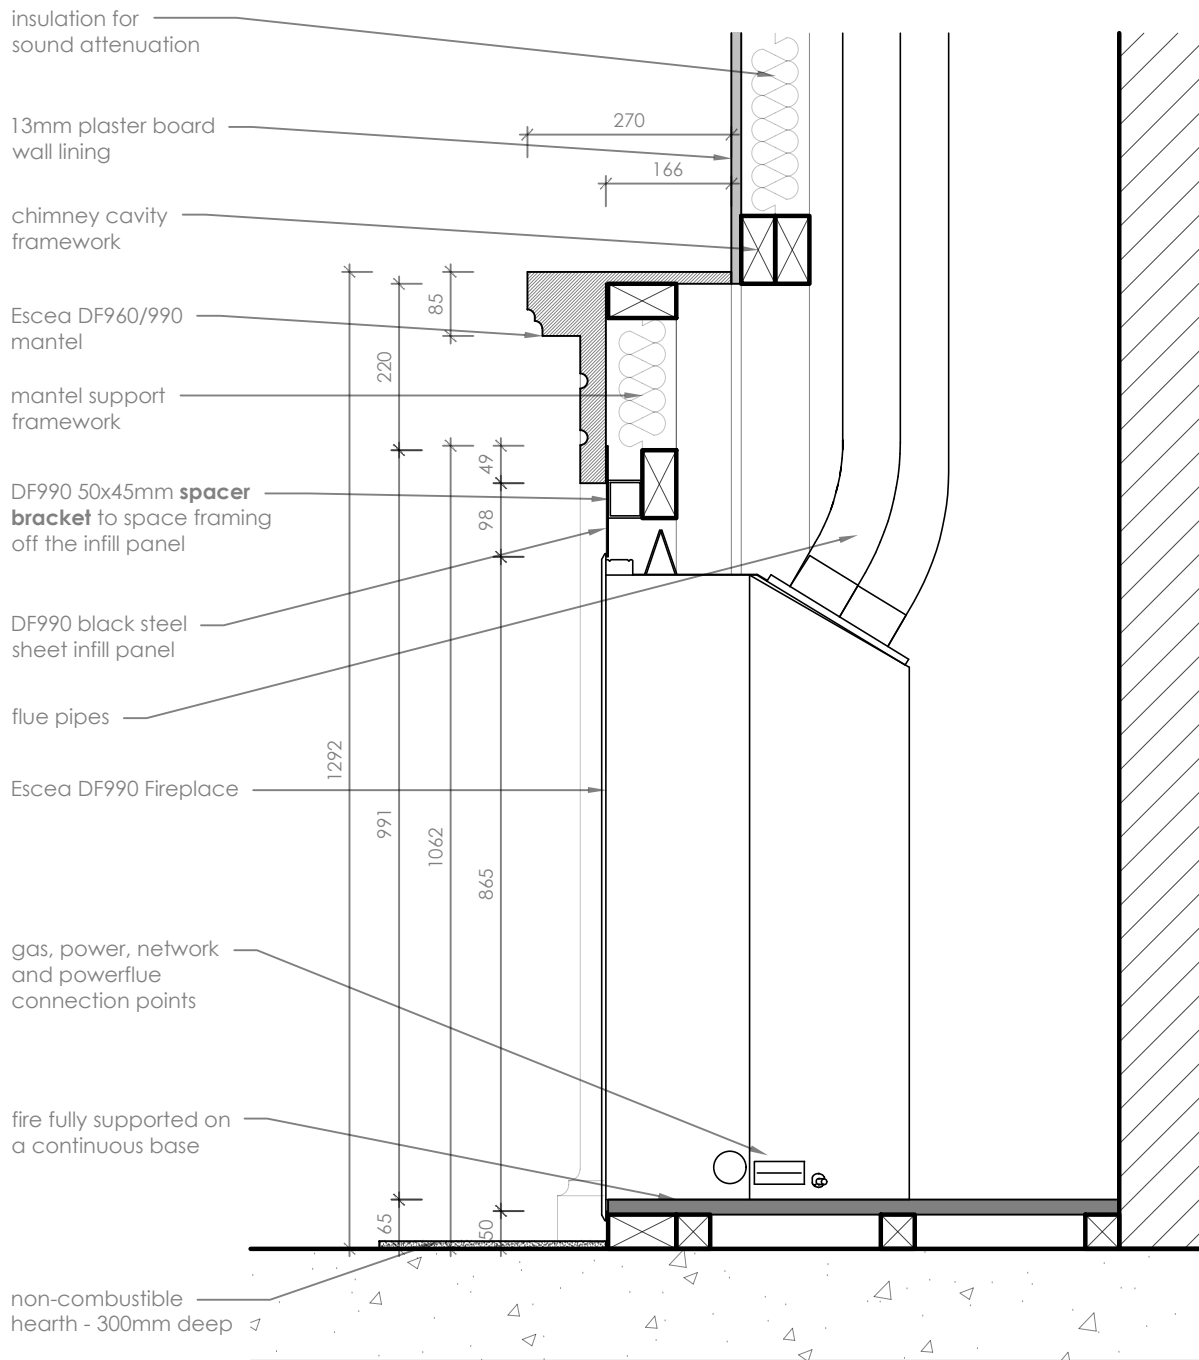 insulation for
sound attenuation
13mm plaster board
wall lining
chimney cavity
framework
Escea DF960/990
mantel
mantel support
framework
DF990 50x45mm spacer
bracket to space framing
off the infill panel
DF990 black steel
sheet infill panel
flue pipes
Escea DF990 Fireplace
gas, power, network
and powerflue
connection points
fire fully supported on
a continuous base
non-combustible
hearth - 300mm deep
270
166
85
220
49
98
1292
991
1062
865
65
50